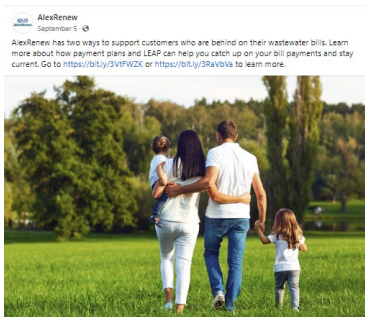 AlexRenew
September 5 ·
AlexRenew has two ways to support customers who are behind on their wastewater bills. Learn
more about how payment plans and LEAP can help you catch up on your bill payments and stay
current. Go to https://bit.ly/3VtFWZK or https://bit.ly/3RaVbVa to learn more.